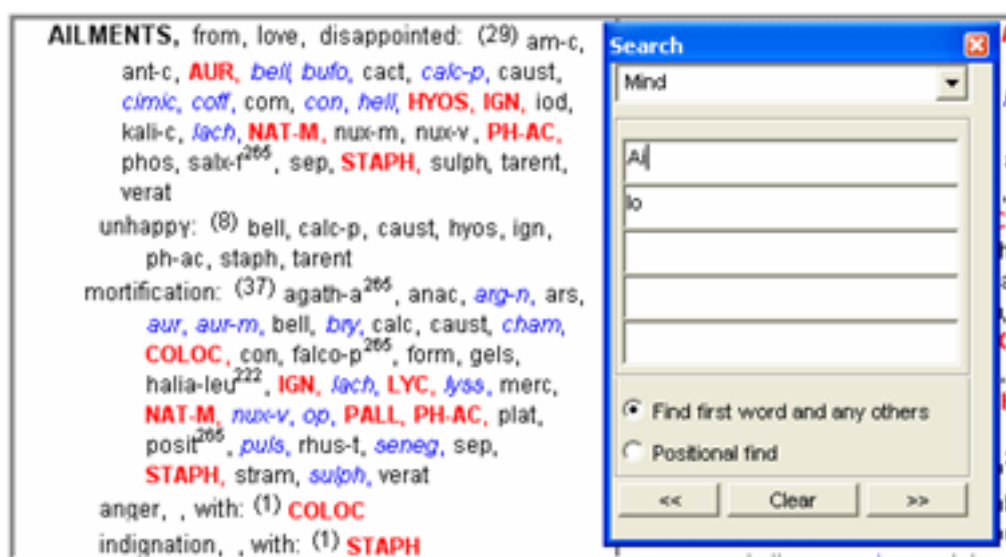 AILMENTS, from, love, disappointed: (29) am-c,
ant-c, AUR, bell, bufo, cact, calc-p, caust,
cimic, coff, com, con, hell, HYOS, IGN, iod,
kali-c, lach, NAT-M, nux-m, nux-v, PH-AC,
phos, salx-f265, sep, STAPH, sulph, tarent,
verat
unhappy: (8) bell, calc-p, caust, hyos, ign,
ph-ac, staph, tarent
mortification: (37) agath-a265, anac, arg-n, ars,
aur, aur-m, bell, bry, calc, caust, cham,
COLOC, con, falco-p265, form, gels,
halia-leu222, IGN, lach, LYC, lyss, merc,
NAT-M, nux-v, op, PALL, PH-AC, plat,
posit265, puls, rhus-t, seneg, sep,
STAPH, stram, sulph, verat
anger, , with: (1) COLOC
indignation, , with: (1) STAPH
Search
Mind
Ai
lo
Find first word and any others
Positional find
<< Clear >>